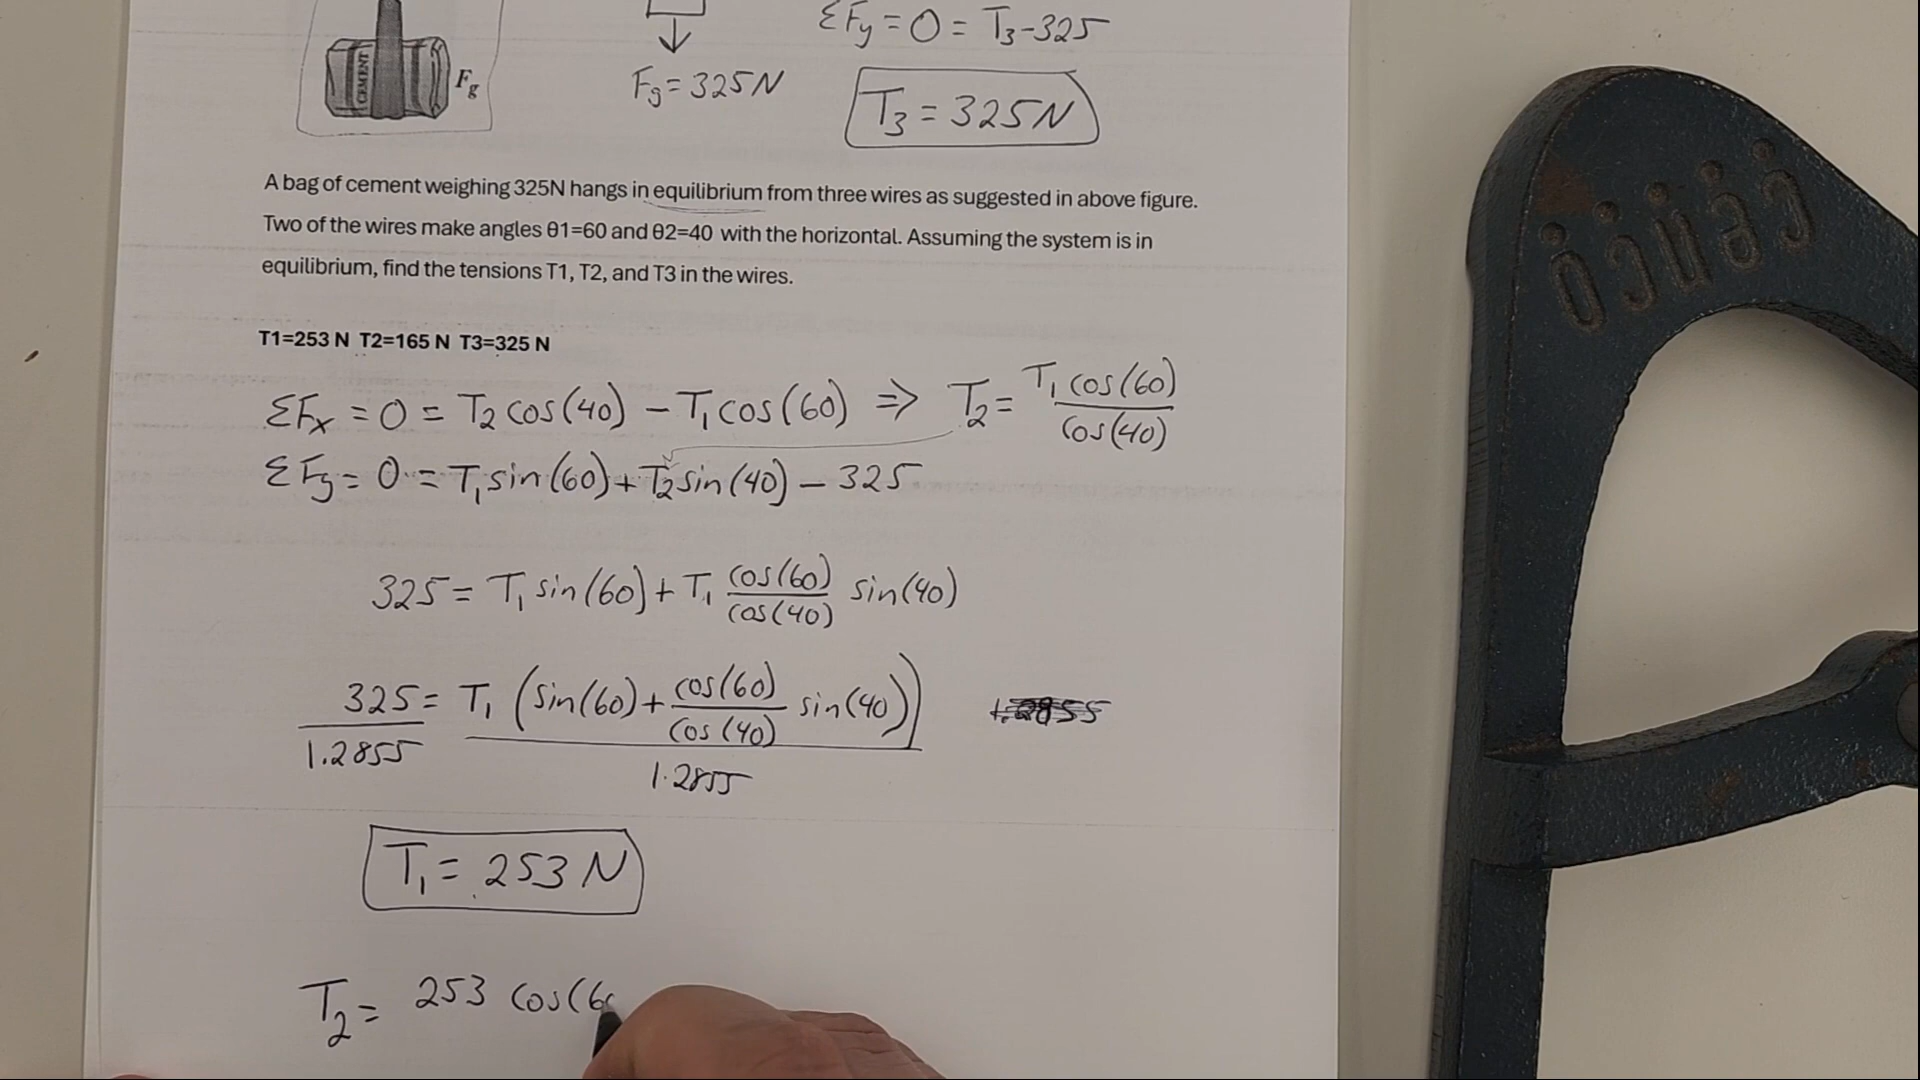 ΣFy = 0 = T3-325
CEMENT
Fg
Fg = 325N
T3 = 325N
A bag of cement weighing 325N hangs in equilibrium from three wires as suggested in above figure.
Two of the wires make angles θ1=60 and θ2=40 with the horizontal. Assuming the system is in
equilibrium, find the tensions T1, T2, and T3 in the wires.
T1=253 N T2=165 N T3=325 N
ΣFx = 0 = T2 cos(40) - T1 cos(60) => T2 = T1 cos(60) / cos(40)
ΣFy = 0 = T1 sin(60) + T2 sin(40) - 325
325 = T1 sin(60) + T1 cos(60) / cos(40) sin(40)
325 = T1 (sin(60) + cos(60) / cos(40) sin(40))
1.2855 1.2855
T1 = 253 N
T2 = 253 cos(60